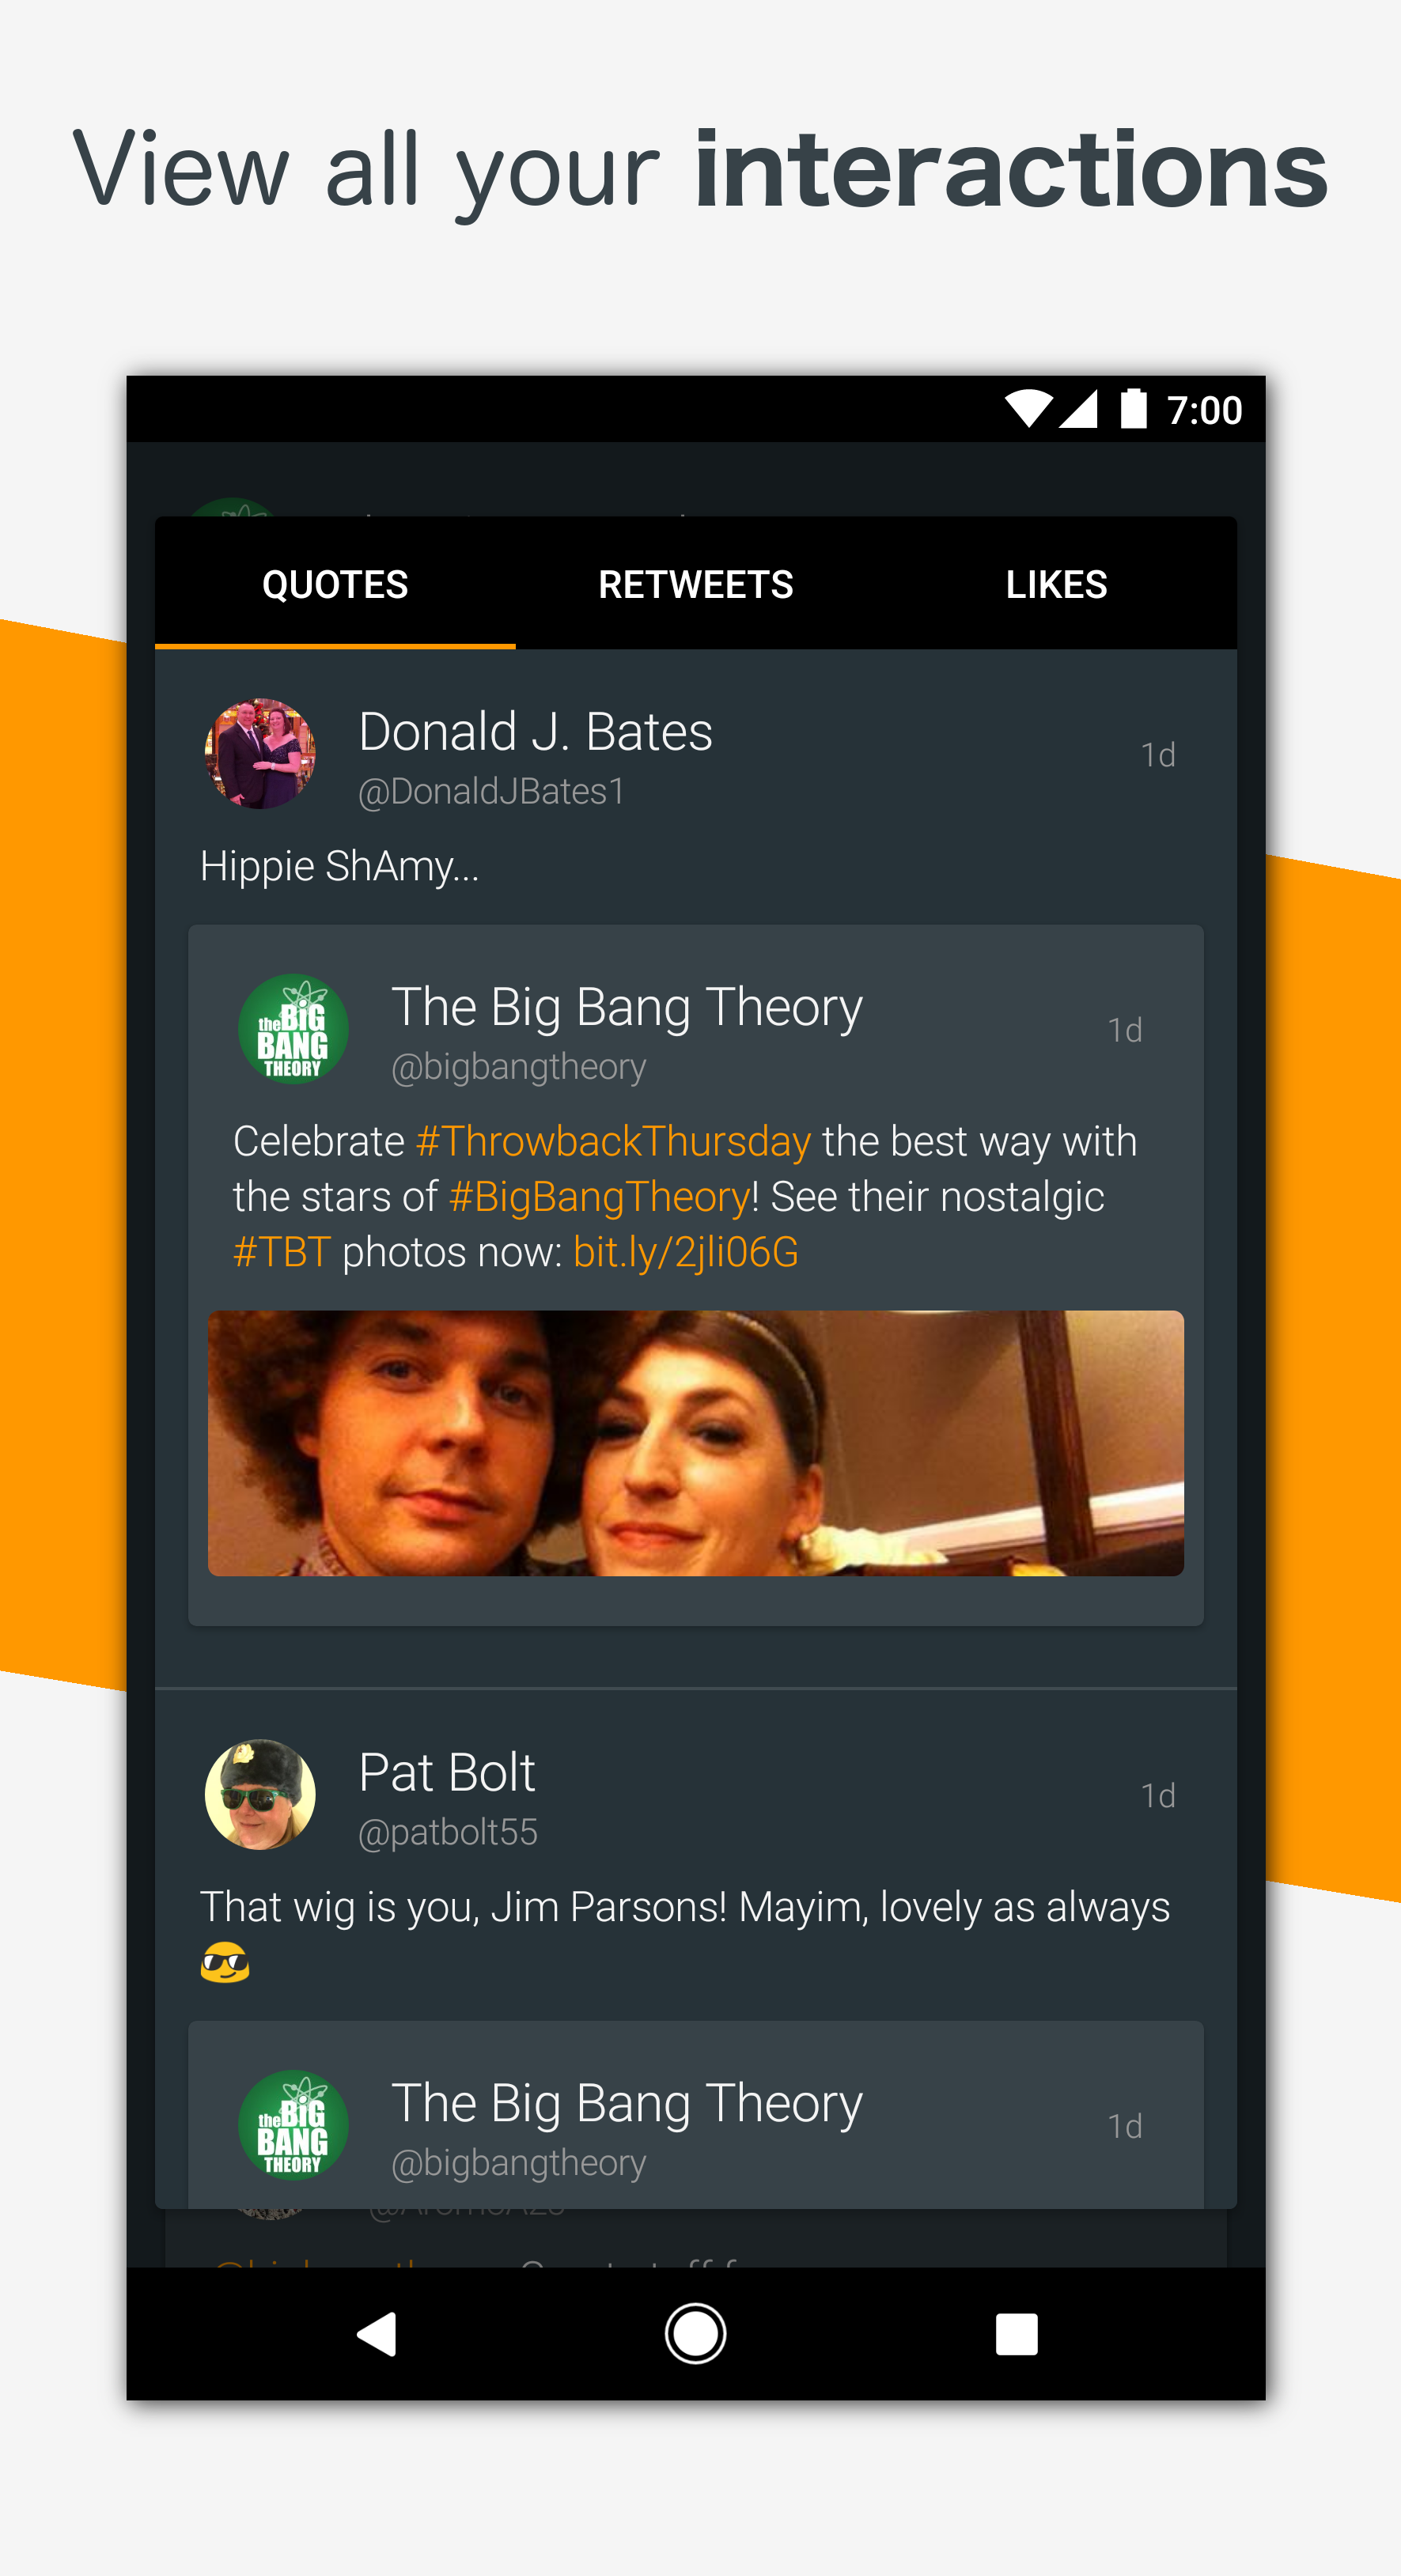 View all your interactions
7:00
QUOTES RETWEETS LIKES
Donald J. Bates
1d
@DonaldJBates1
Hippie ShAmy...
the BIG
BANG
THEORY
The Big Bang Theory
1d
@bigbangtheory
Celebrate #ThrowbackThursday the best way with
the stars of #BigBangTheory! See their nostalgic
#TBT photos now: bit.ly/2jli06G
Pat Bolt
1d
@patbolt55
That wig is you, Jim Parsons! Mayim, lovely as always
😎
the BIG
BANG
THEORY
The Big Bang Theory
1d
@bigbangtheory